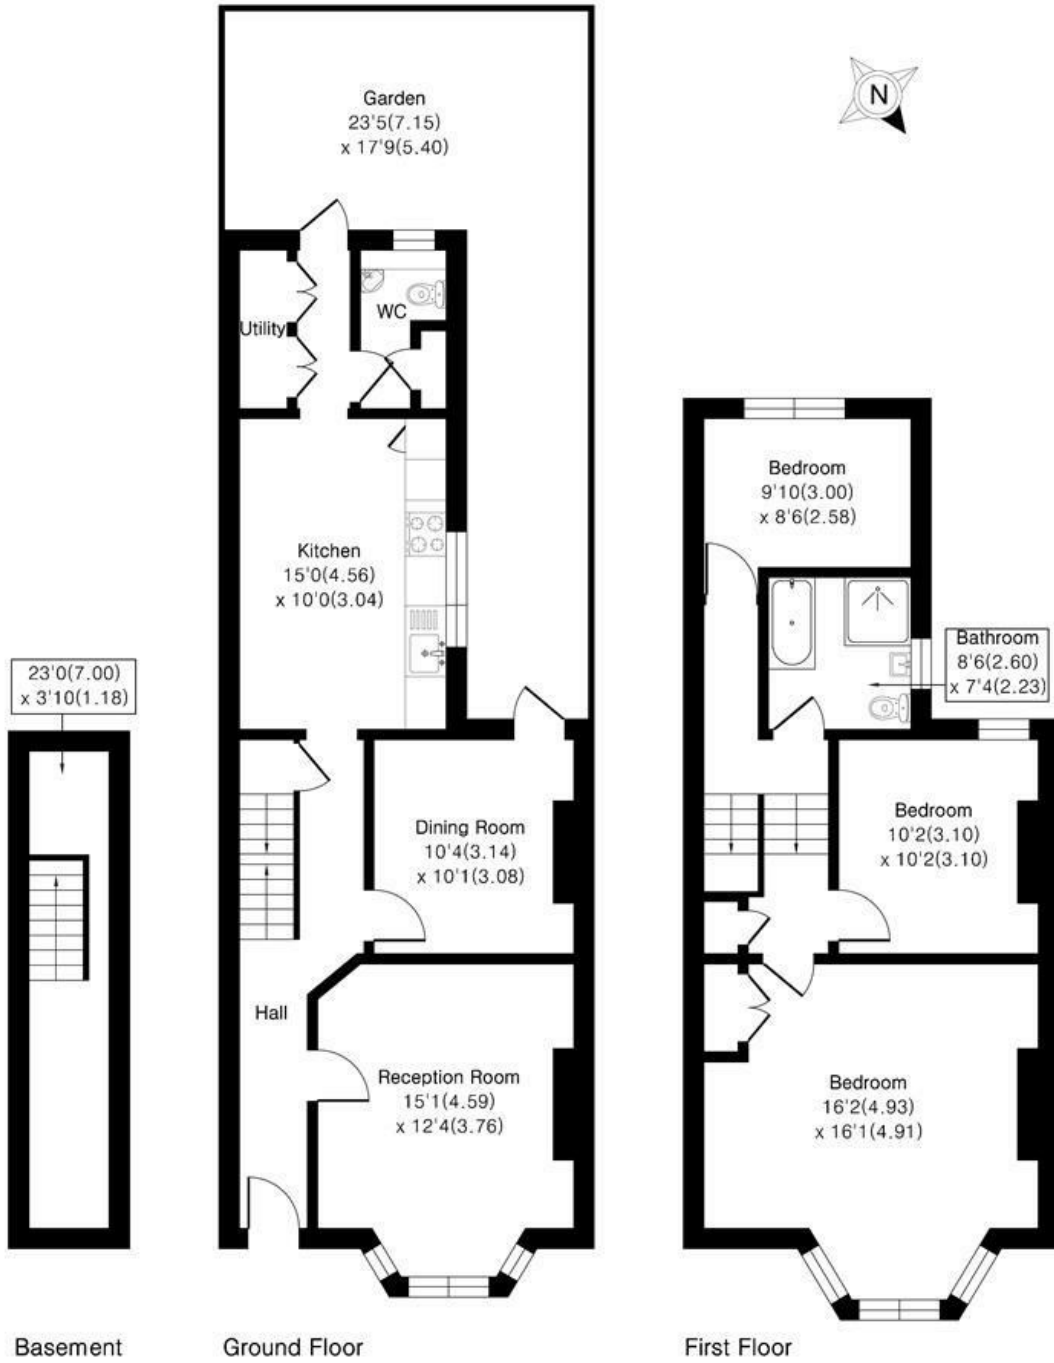 Garden
23'5(7.15)
x 17'9(5.40)
N
WC
Utility
Kitchen
15'0(4.56)
x 10'0(3.04)
Bedroom
9'10(3.00)
x 8'6(2.58)
Bathroom
8'6(2.60)
x 7'4(2.23)
23'0(7.00)
x 3'10(1.18)
Dining Room
10'4(3.14)
x 10'1(3.08)
Bedroom
10'2(3.10)
x 10'2(3.10)
Hall
Reception Room
15'1(4.59)
x 12'4(3.76)
Bedroom
16'2(4.93)
x 16'1(4.91)
Basement
Ground Floor
First Floor